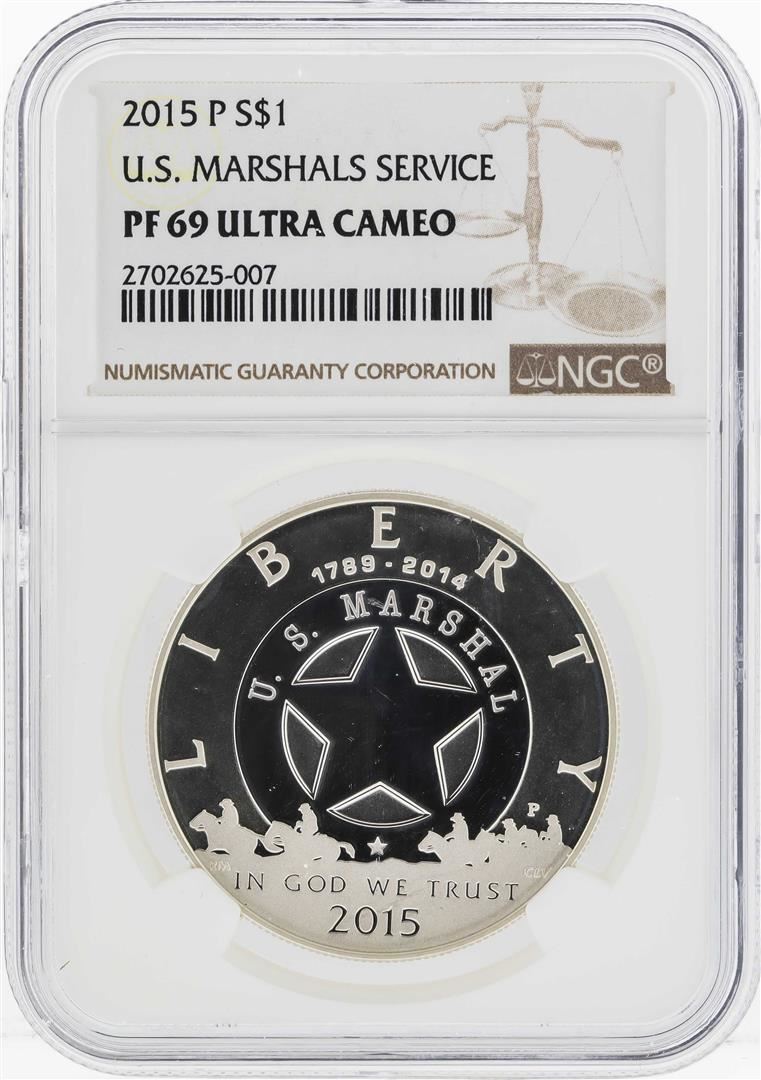 2015 P S$1
U.S. MARSHALS SERVICE
PF 69 ULTRA CAMEO
2702625-007
NUMISMATIC GUARANTY CORPORATION
NGC®
LIBERTY
1789-2014
U.S. MARSHAL
P
IN GOD WE TRUST
2015